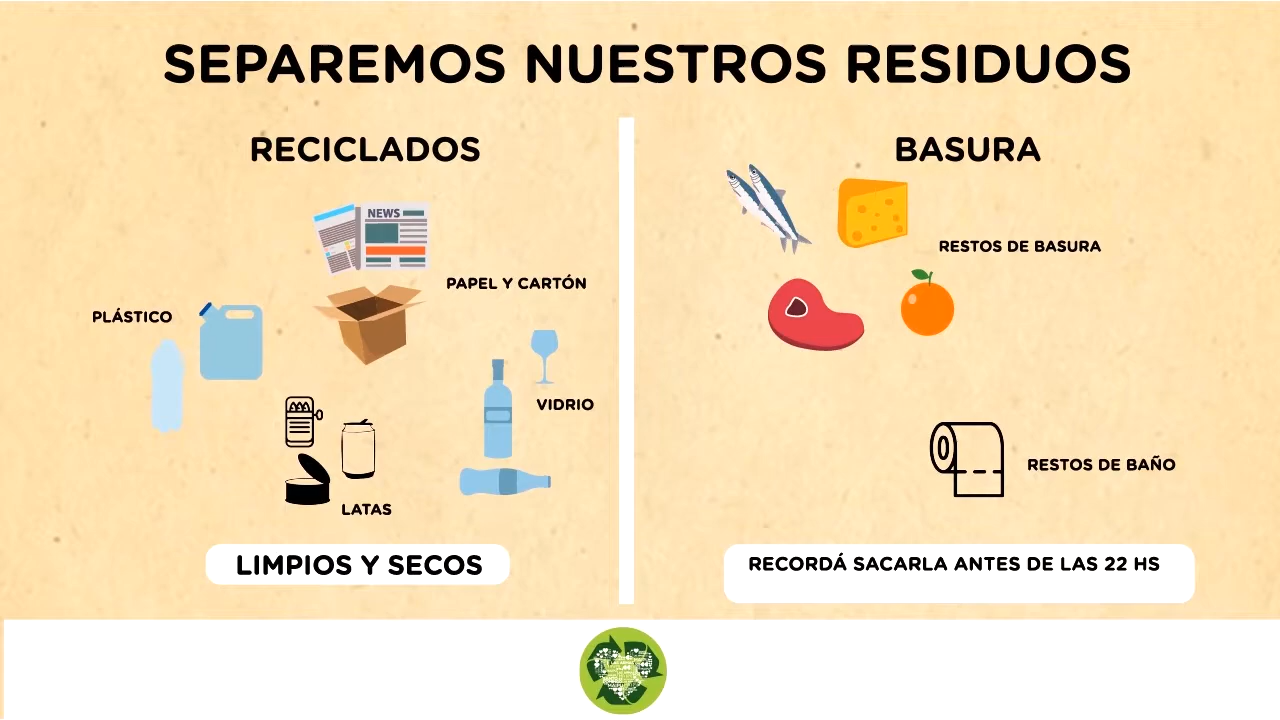 SEPAREMOS NUESTROS RESIDUOS
RECICLADOS
NEWS
PAPEL Y CARTÓN
PLÁSTICO
VIDRIO
LATAS
LIMPIOS Y SECOS
BASURA
RESTOS DE BASURA
RESTOS DE BAÑO
RECORDÁ SACARLA ANTES DE LAS 22 HS